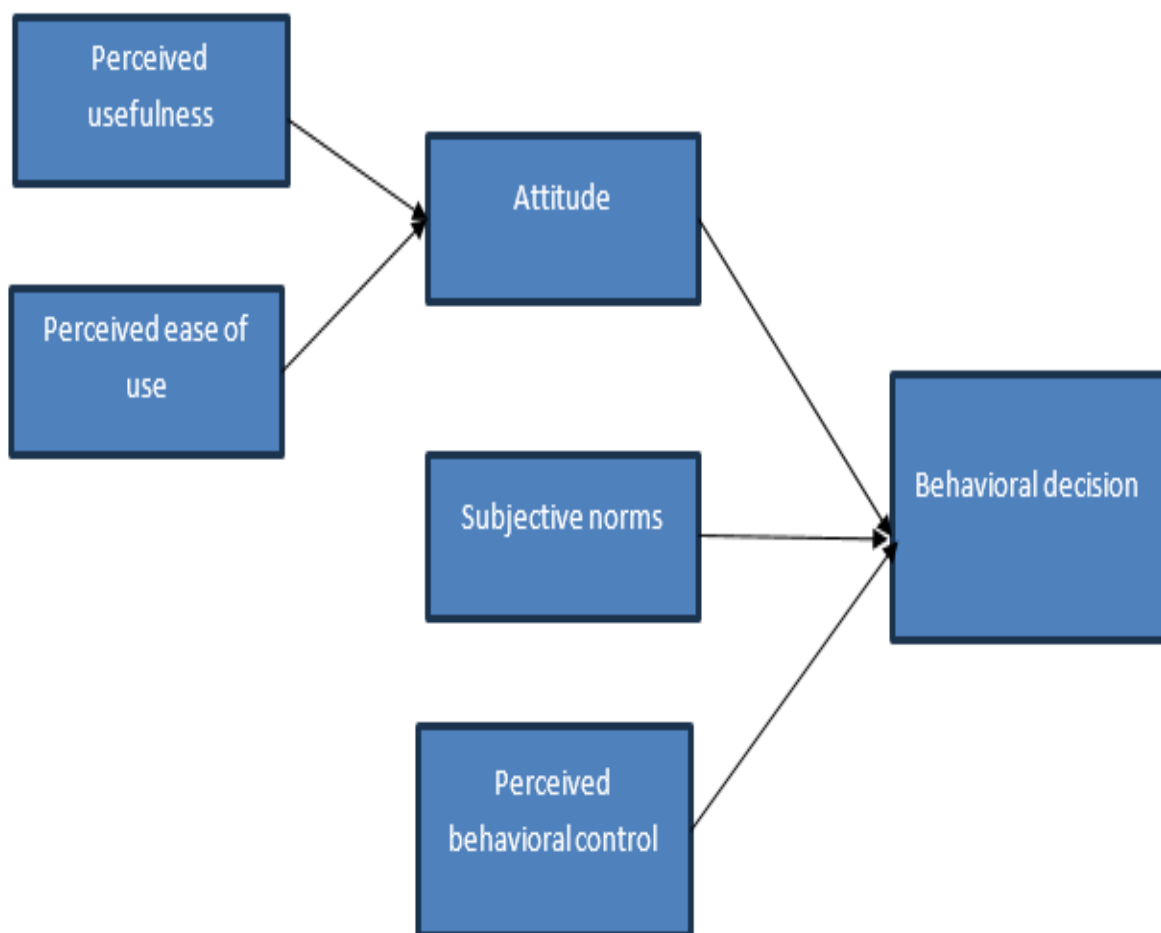 Perceived
usefulness
Attitude
Perceived ease of
use
Subjective norms
Behavioral decision
Perceived
behavioral control